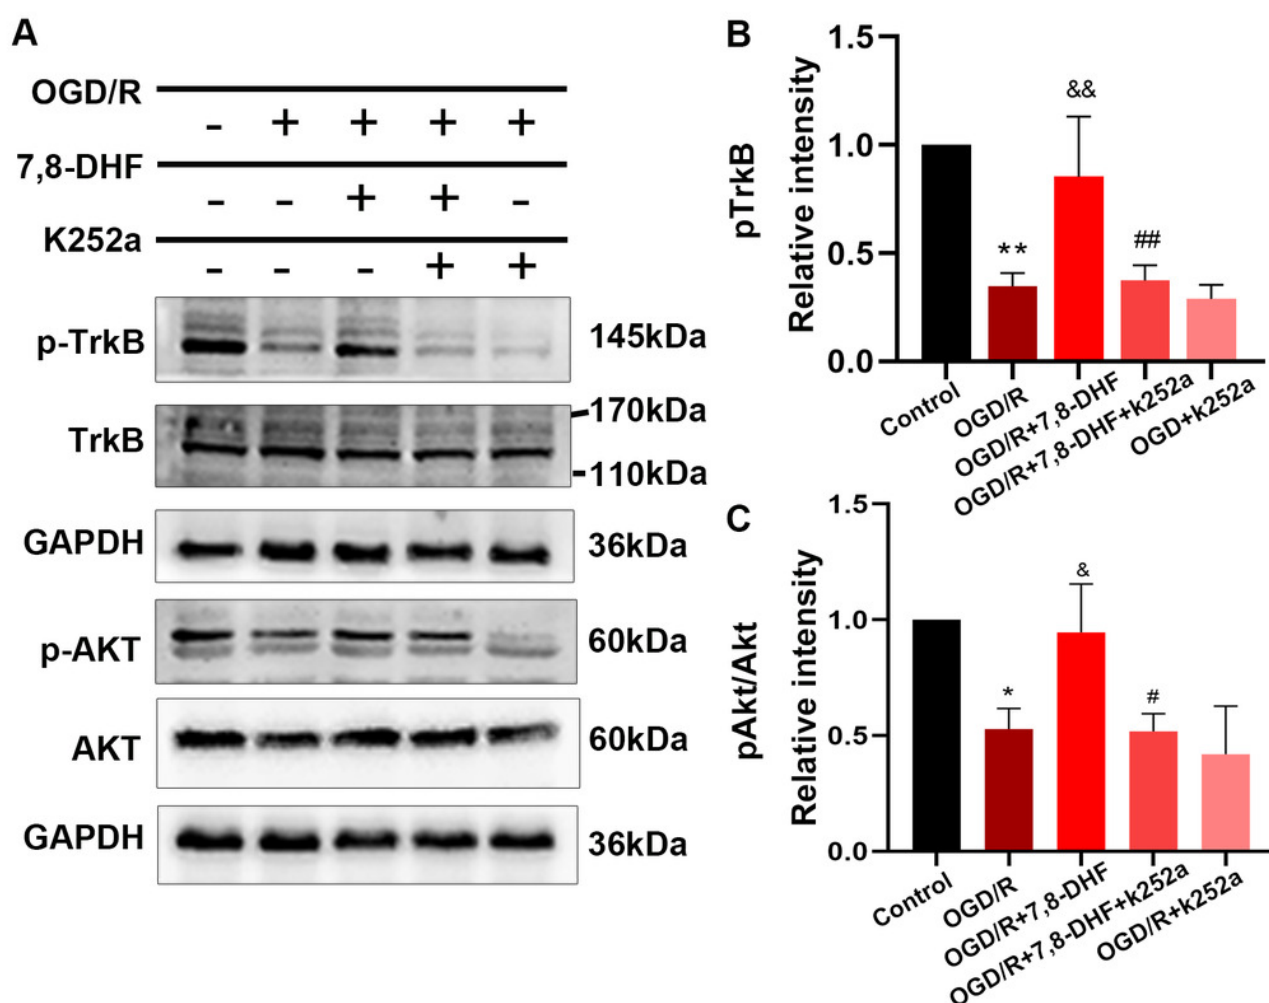 A
OGD/R
- + + + +
7,8-DHF
- - + + -
K252a
- - - + +
p-TrkB
145kDa
TrkB
170kDa
110kDa
GAPDH
36kDa
p-AKT
60kDa
AKT
60kDa
GAPDH
36kDa
B
pTrkB
Relative intensity
1.5
1.0
0.5
0.0
**
&&
##
Control
OGD/R
OGD/R+7,8-DHF
OGD/R+7,8-DHF+k252a
OGD+k252a
C
pAkt/Akt
Relative intensity
1.5
1.0
0.5
0.0
*
&
#
Control
OGD/R
OGD/R+7,8-DHF
OGD/R+7,8-DHF+k252a
OGD/R+k252a